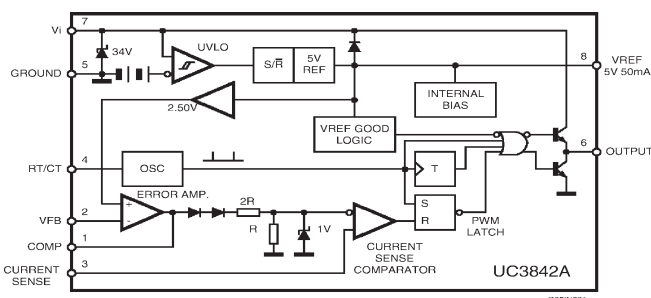 7
Vi
34V
UVLO
5
GROUND
S/R̅
5V
REF
8
VREF
5V 50mA
2.50V
INTERNAL
BIAS
VREF GOOD
LOGIC
6
OUTPUT
4
RT/CT
OSC
T
ERROR AMP.
+
-
2R
S
R
R
1V
PWM
LATCH
2
VFB
1
COMP
CURRENT
SENSE
COMPARATOR
3
CURRENT
SENSE
UC3842A